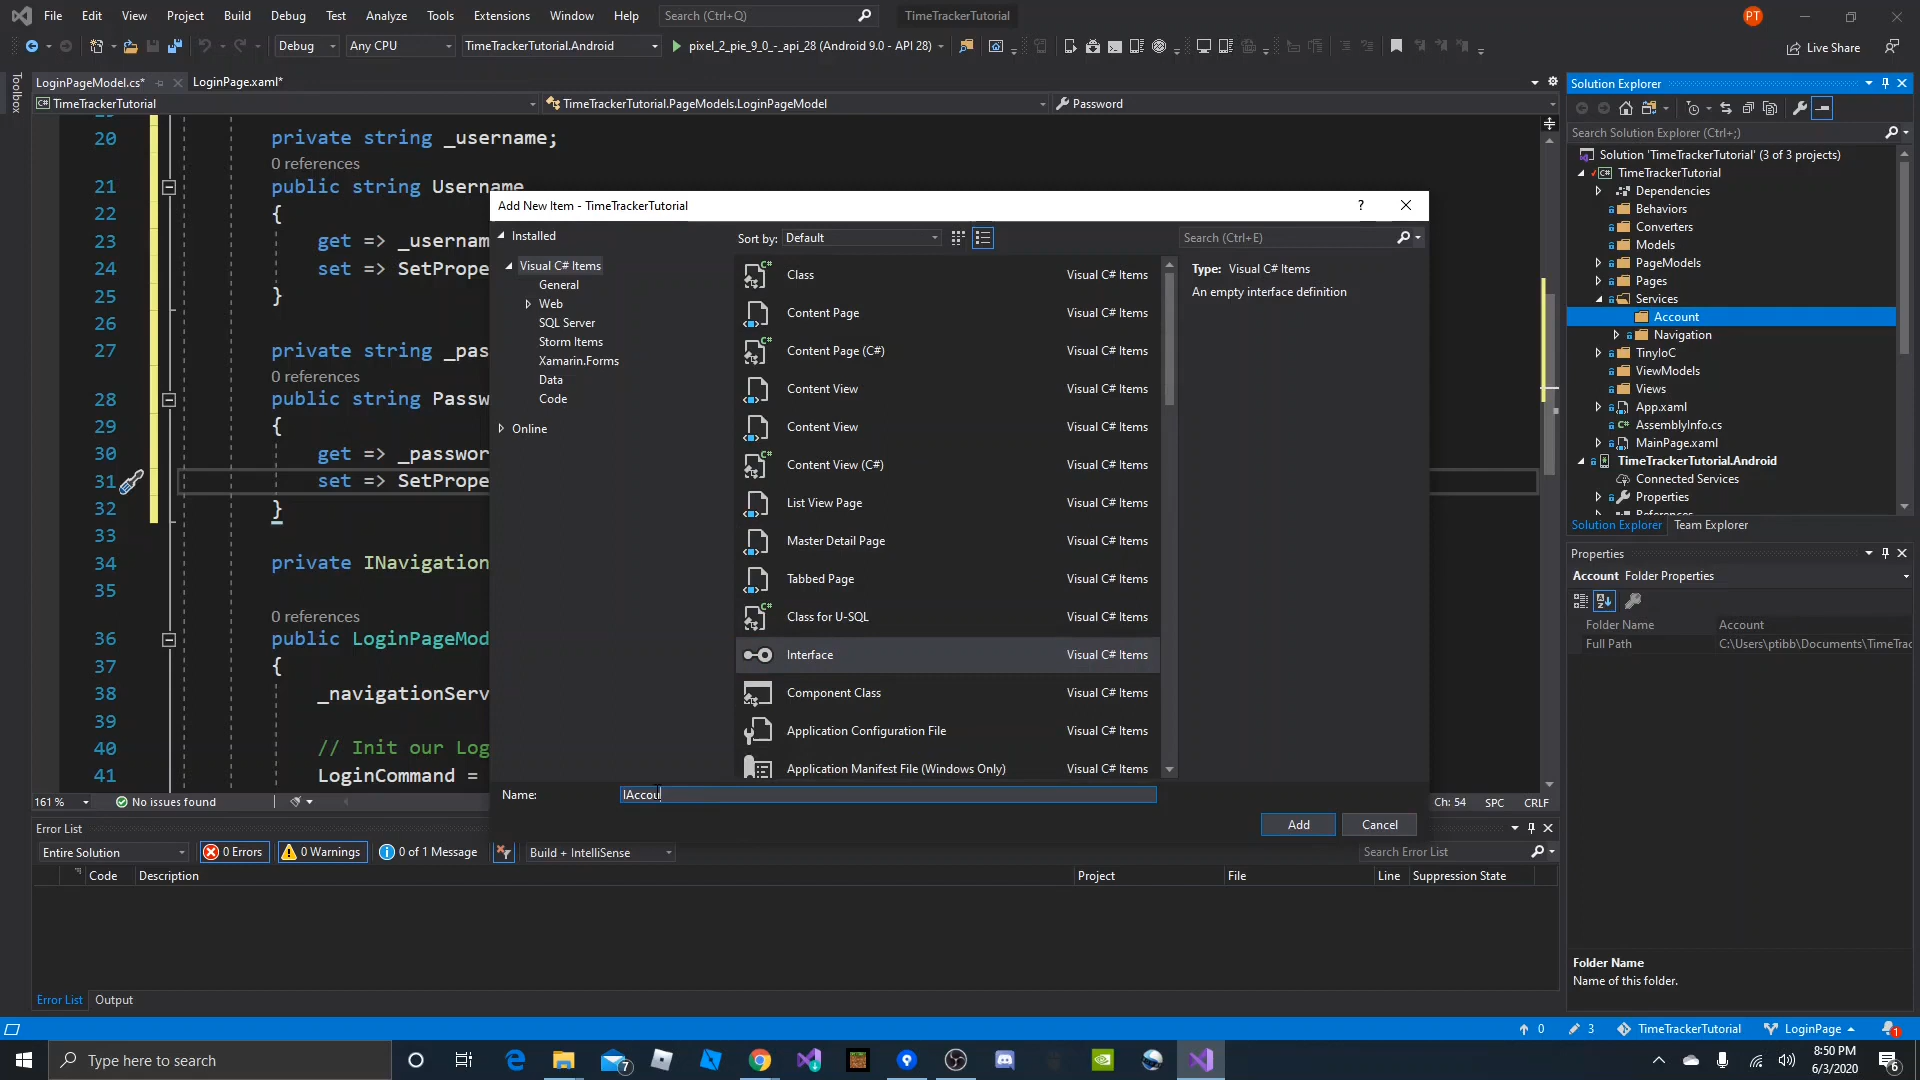 File Edit View Project Build Debug Test Analyze Tools Extensions Window Help Search (Ctrl+Q) TimeTrackerTutorial PT
Debug Any CPU TimeTrackerTutorial.Android pixel_2_pie_9_0_-_api_28 (Android 9.0 - API 28) Live Share
Toolbox
LoginPageModel.cs* LoginPage.xaml*
TimeTrackerTutorial TimeTrackerTutorial.PageModels.LoginPageModel Password
20 private string _username;
0 references
21 public string Username
22 {
23 get => _usernam
24 set => SetPrope
25 }
26
27 private string _pas
0 references
28 public string Passw
29 {
30 get => _passwor
31 set => SetPrope
32 }
33
34 private INavigation
35
0 references
36 public LoginPageMod
37 {
38 _navigationServ
39
40 // Init our Log
41 LoginCommand =
161 % No issues found Ch: 54 SPC CRLF
Add New Item - TimeTrackerTutorial ?
Installed
Visual C# Items
General
Web
SQL Server
Storm Items
Xamarin.Forms
Data
Code
Online
Sort by: Default
Search (Ctrl+E)
Class Visual C# Items
Content Page Visual C# Items
Content Page (C#) Visual C# Items
Content View Visual C# Items
Content View Visual C# Items
Content View (C#) Visual C# Items
List View Page Visual C# Items
Master Detail Page Visual C# Items
Tabbed Page Visual C# Items
Class for U-SQL Visual C# Items
Interface Visual C# Items
Component Class Visual C# Items
Application Configuration File Visual C# Items
Application Manifest File (Windows Only) Visual C# Items
Type: Visual C# Items
An empty interface definition
Name: IAccou
Add Cancel
Solution Explorer
Search Solution Explorer (Ctrl+;)
Solution 'TimeTrackerTutorial' (3 of 3 projects)
TimeTrackerTutorial
Dependencies
Behaviors
Converters
Models
PageModels
Pages
Services
Account
Navigation
TinyIoC
ViewModels
Views
App.xaml
AssemblyInfo.cs
MainPage.xaml
TimeTrackerTutorial.Android
Connected Services
Properties
References
Solution Explorer Team Explorer
Properties
Account Folder Properties
Folder Name Account
Full Path C:\Users\ptibb\Documents\TimeTrac
Folder Name
Name of this folder.
Error List
Entire Solution 0 Errors 0 Warnings 0 of 1 Message Build + IntelliSense Search Error List
Code Description Project File Line Suppression State
Error List Output
0 3 TimeTrackerTutorial LoginPage 1
Type here to search 7 8:50 PM
6/3/2020 6